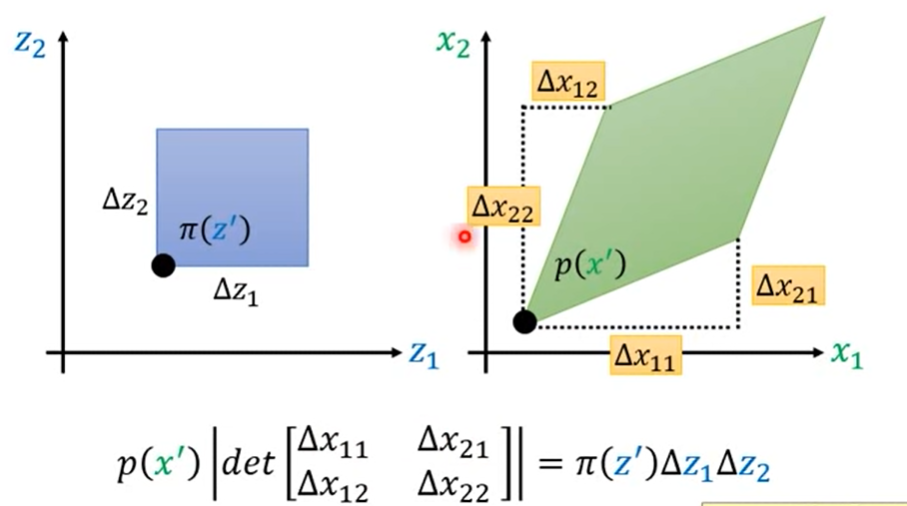 z₂
x₂
Δx₁₂
Δz₂
π(z′)
Δx₂₂
p(x′)
Δx₂₁
Δz₁
z₁
Δx₁₁
x₁
p(x′) |det [Δx₁₁ Δx₂₁
Δx₁₂ Δx₂₂]| = π(z′)Δz₁Δz₂